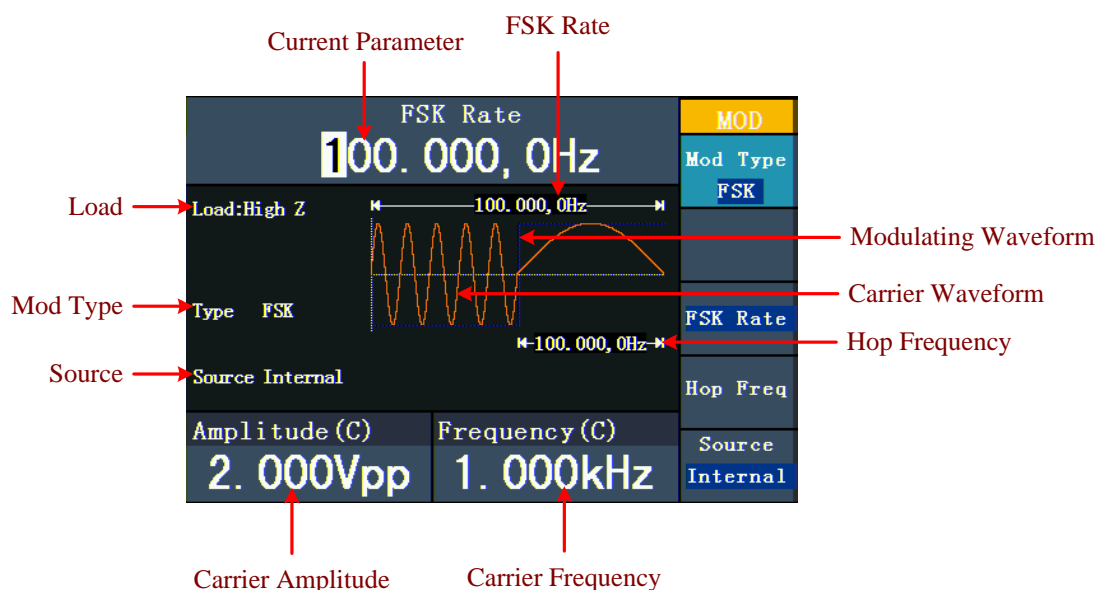 FSK Rate
Current Parameter
FSK Rate
100.000,0Hz
MOD
Mod Type
FSK
Load
Load:High Z
100.000,0Hz
Modulating Waveform
Carrier Waveform
Mod Type
Type FSK
FSK Rate
100.000,0Hz
Hop Frequency
Source
Source Internal
Hop Freq
Amplitude(C)
Frequency(C)
2.000Vpp
1.000kHz
Source
Internal
Carrier Amplitude
Carrier Frequency